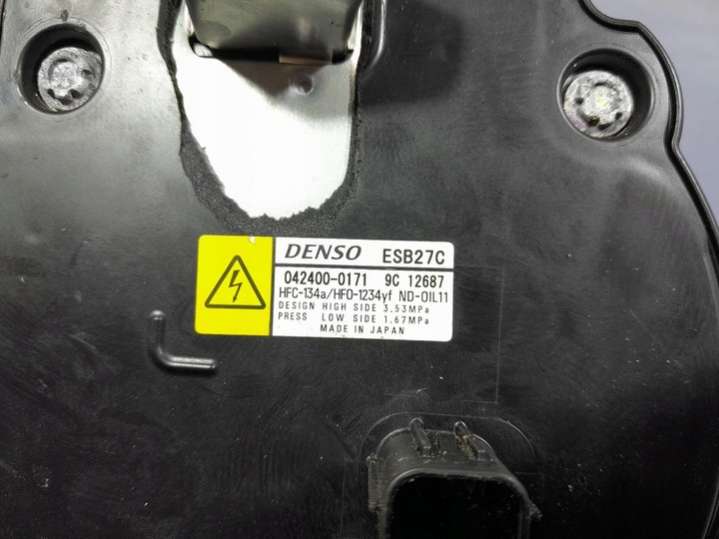 DENSO ESB27C
042400-0171 9C 12687
HFC-134a/HFO-1234yf ND-OIL11
DESIGN HIGH SIDE 3.53MPa
PRESS LOW SIDE 1.67MPa
MADE IN JAPAN